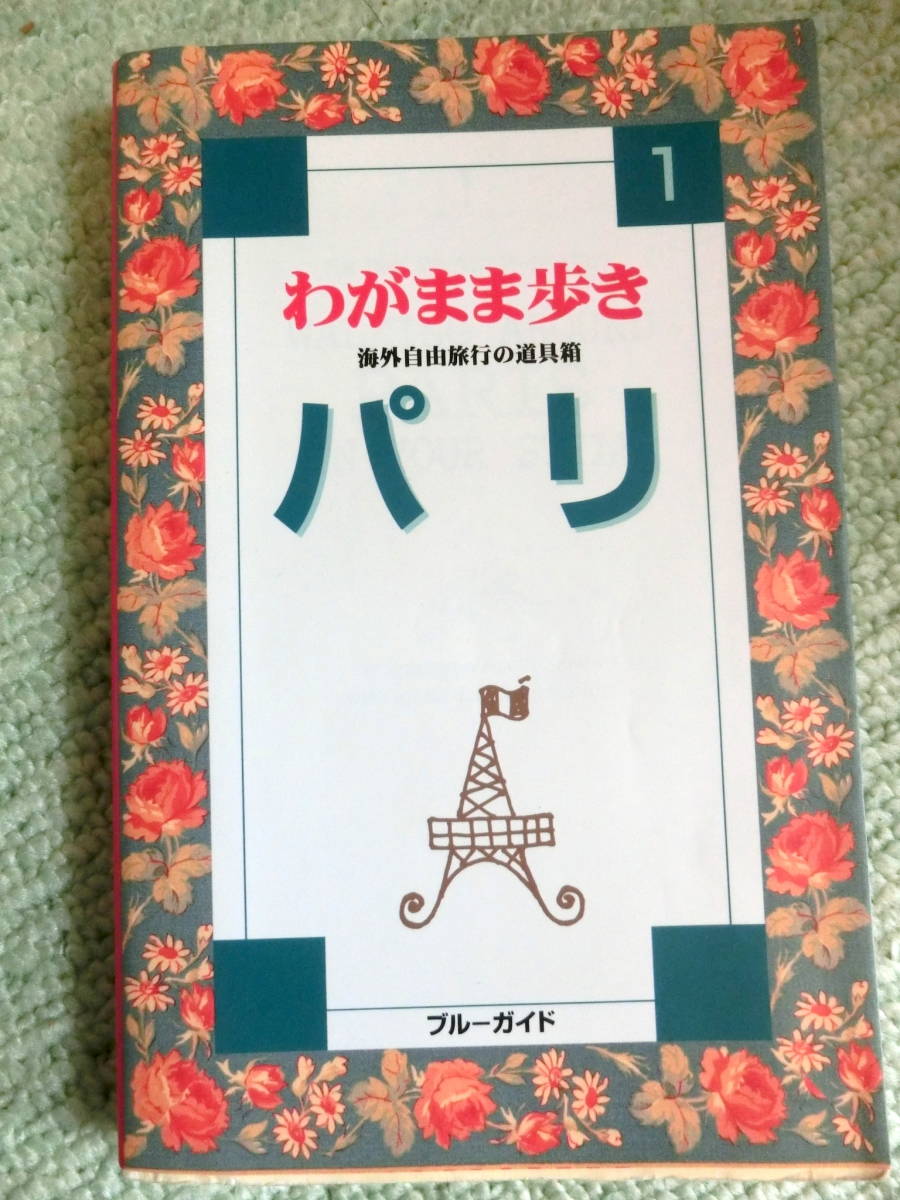 1
わがまま歩き
海外自由旅行の道具箱
パリ
ブルーガイド